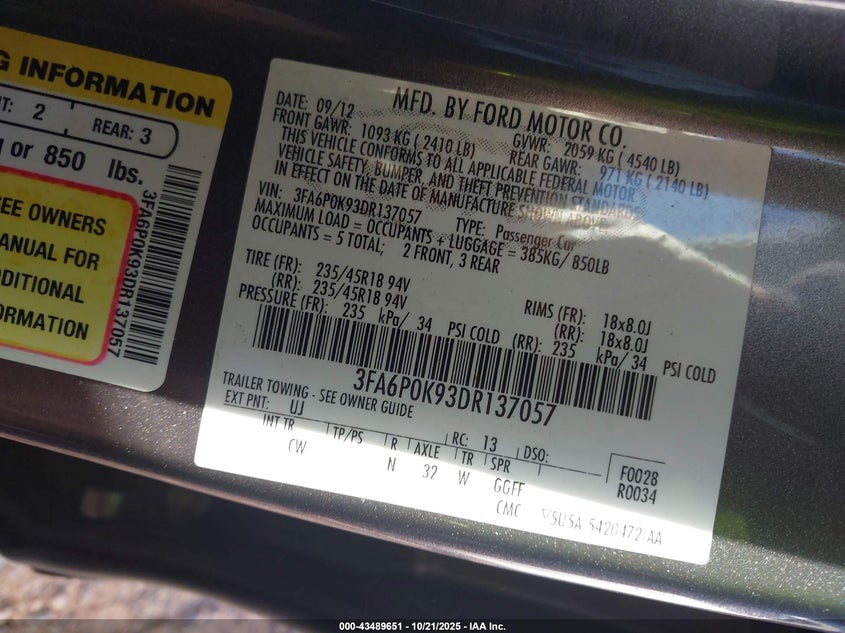 G INFORMATION
NT: 2
REAR: 3
or 850 lbs.
SEE OWNERS
MANUAL FOR
ADDITIONAL
FORMATION
3FA6P0K93DR137057
MFD. BY FORD MOTOR CO.
DATE: 09/12
GVWR: 2059 KG ( 4540 LB)
FRONT GAWR: 1093 KG ( 2410 LB)
REAR GAWR: 971 KG ( 2140 LB)
THIS VEHICLE CONFORMS TO ALL APPLICABLE FEDERAL MOTOR
VEHICLE SAFETY, BUMPER, AND THEFT PREVENTION STANDARDS
IN EFFECT ON THE DATE OF MANUFACTURE SHOWN ABOVE
VIN: 3FA6P0K93DR137057
TYPE: Passenger Car
MAXIMUM LOAD = OCCUPANTS + LUGGAGE = 385KG/850LB
OCCUPANTS = 5 TOTAL; 2 FRONT, 3 REAR
TIRE (FR): 235/45R18 94V
RIMS (FR): 18x8.0J
(RR): 235/45R18 94V
(RR): 18x8.0J
PRESSURE (FR): 235 kPa/ 34 PSI COLD (RR): 235 kPa/34 PSI COLD
3FA6P0K93DR137057
TRAILER TOWING - SEE OWNER GUIDE
EXT PNT: UJ
RC: 13
DSO:
INT TR TP/PS R AXLE TR SPR
F0028
R0034
CW N 32 W GGFF
CMC
5U5A 5420472-AA
000-43489651 - 10/21/2025 - IAA Inc.